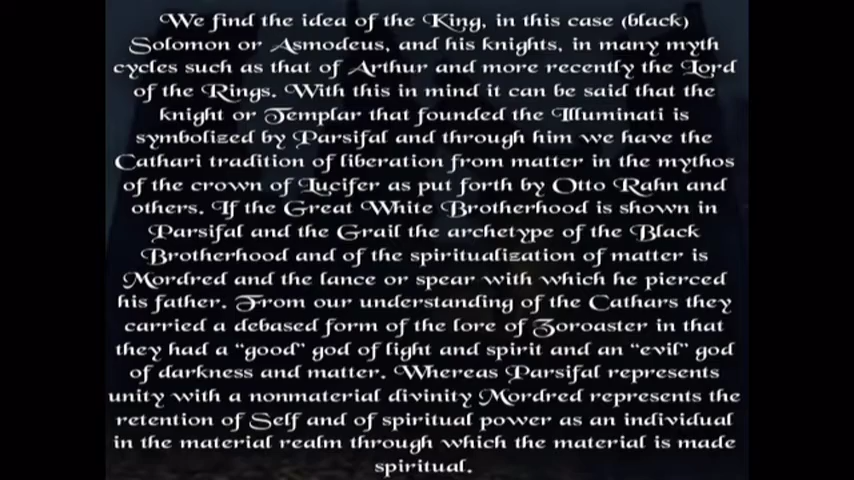 We find the idea of the King, in this case (black)
Solomon or Asmodeus, and his knights, in many myth
cycles such as that of Arthur and more recently the Lord
of the Rings. With this in mind it can be said that the
knight or Templar that founded the Illuminati is
symbolized by Parsifal and through him we have the
Cathari tradition of liberation from matter in the mythos
of the crown of Lucifer as put forth by Otto Rahn and
others. If the Great White Brotherhood is shown in
Parsifal and the Grail the archetype of the Black
Brotherhood and of the spiritualization of matter is
Mordred and the lance or spear with which he pierced
his father. From our understanding of the Cathars they
carried a debased form of the lore of Zoroaster in that
they had a “good” god of light and spirit and an “evil” god
of darkness and matter. Whereas Parsifal represents
unity with a nonmaterial divinity Mordred represents the
retention of Self and of spiritual power as an individual
in the material realm through which the material is made
spiritual.